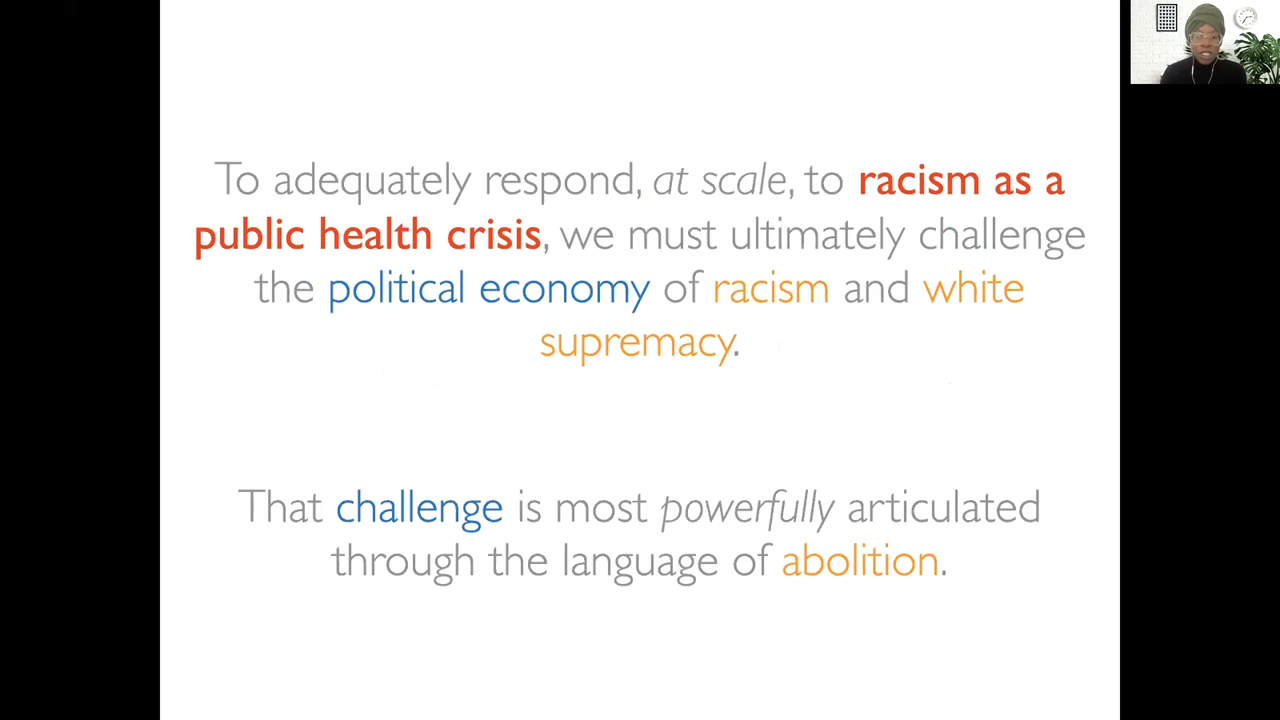 To adequately respond, at scale, to racism as a
public health crisis, we must ultimately challenge
the political economy of racism and white
supremacy.
That challenge is most powerfully articulated
through the language of abolition.